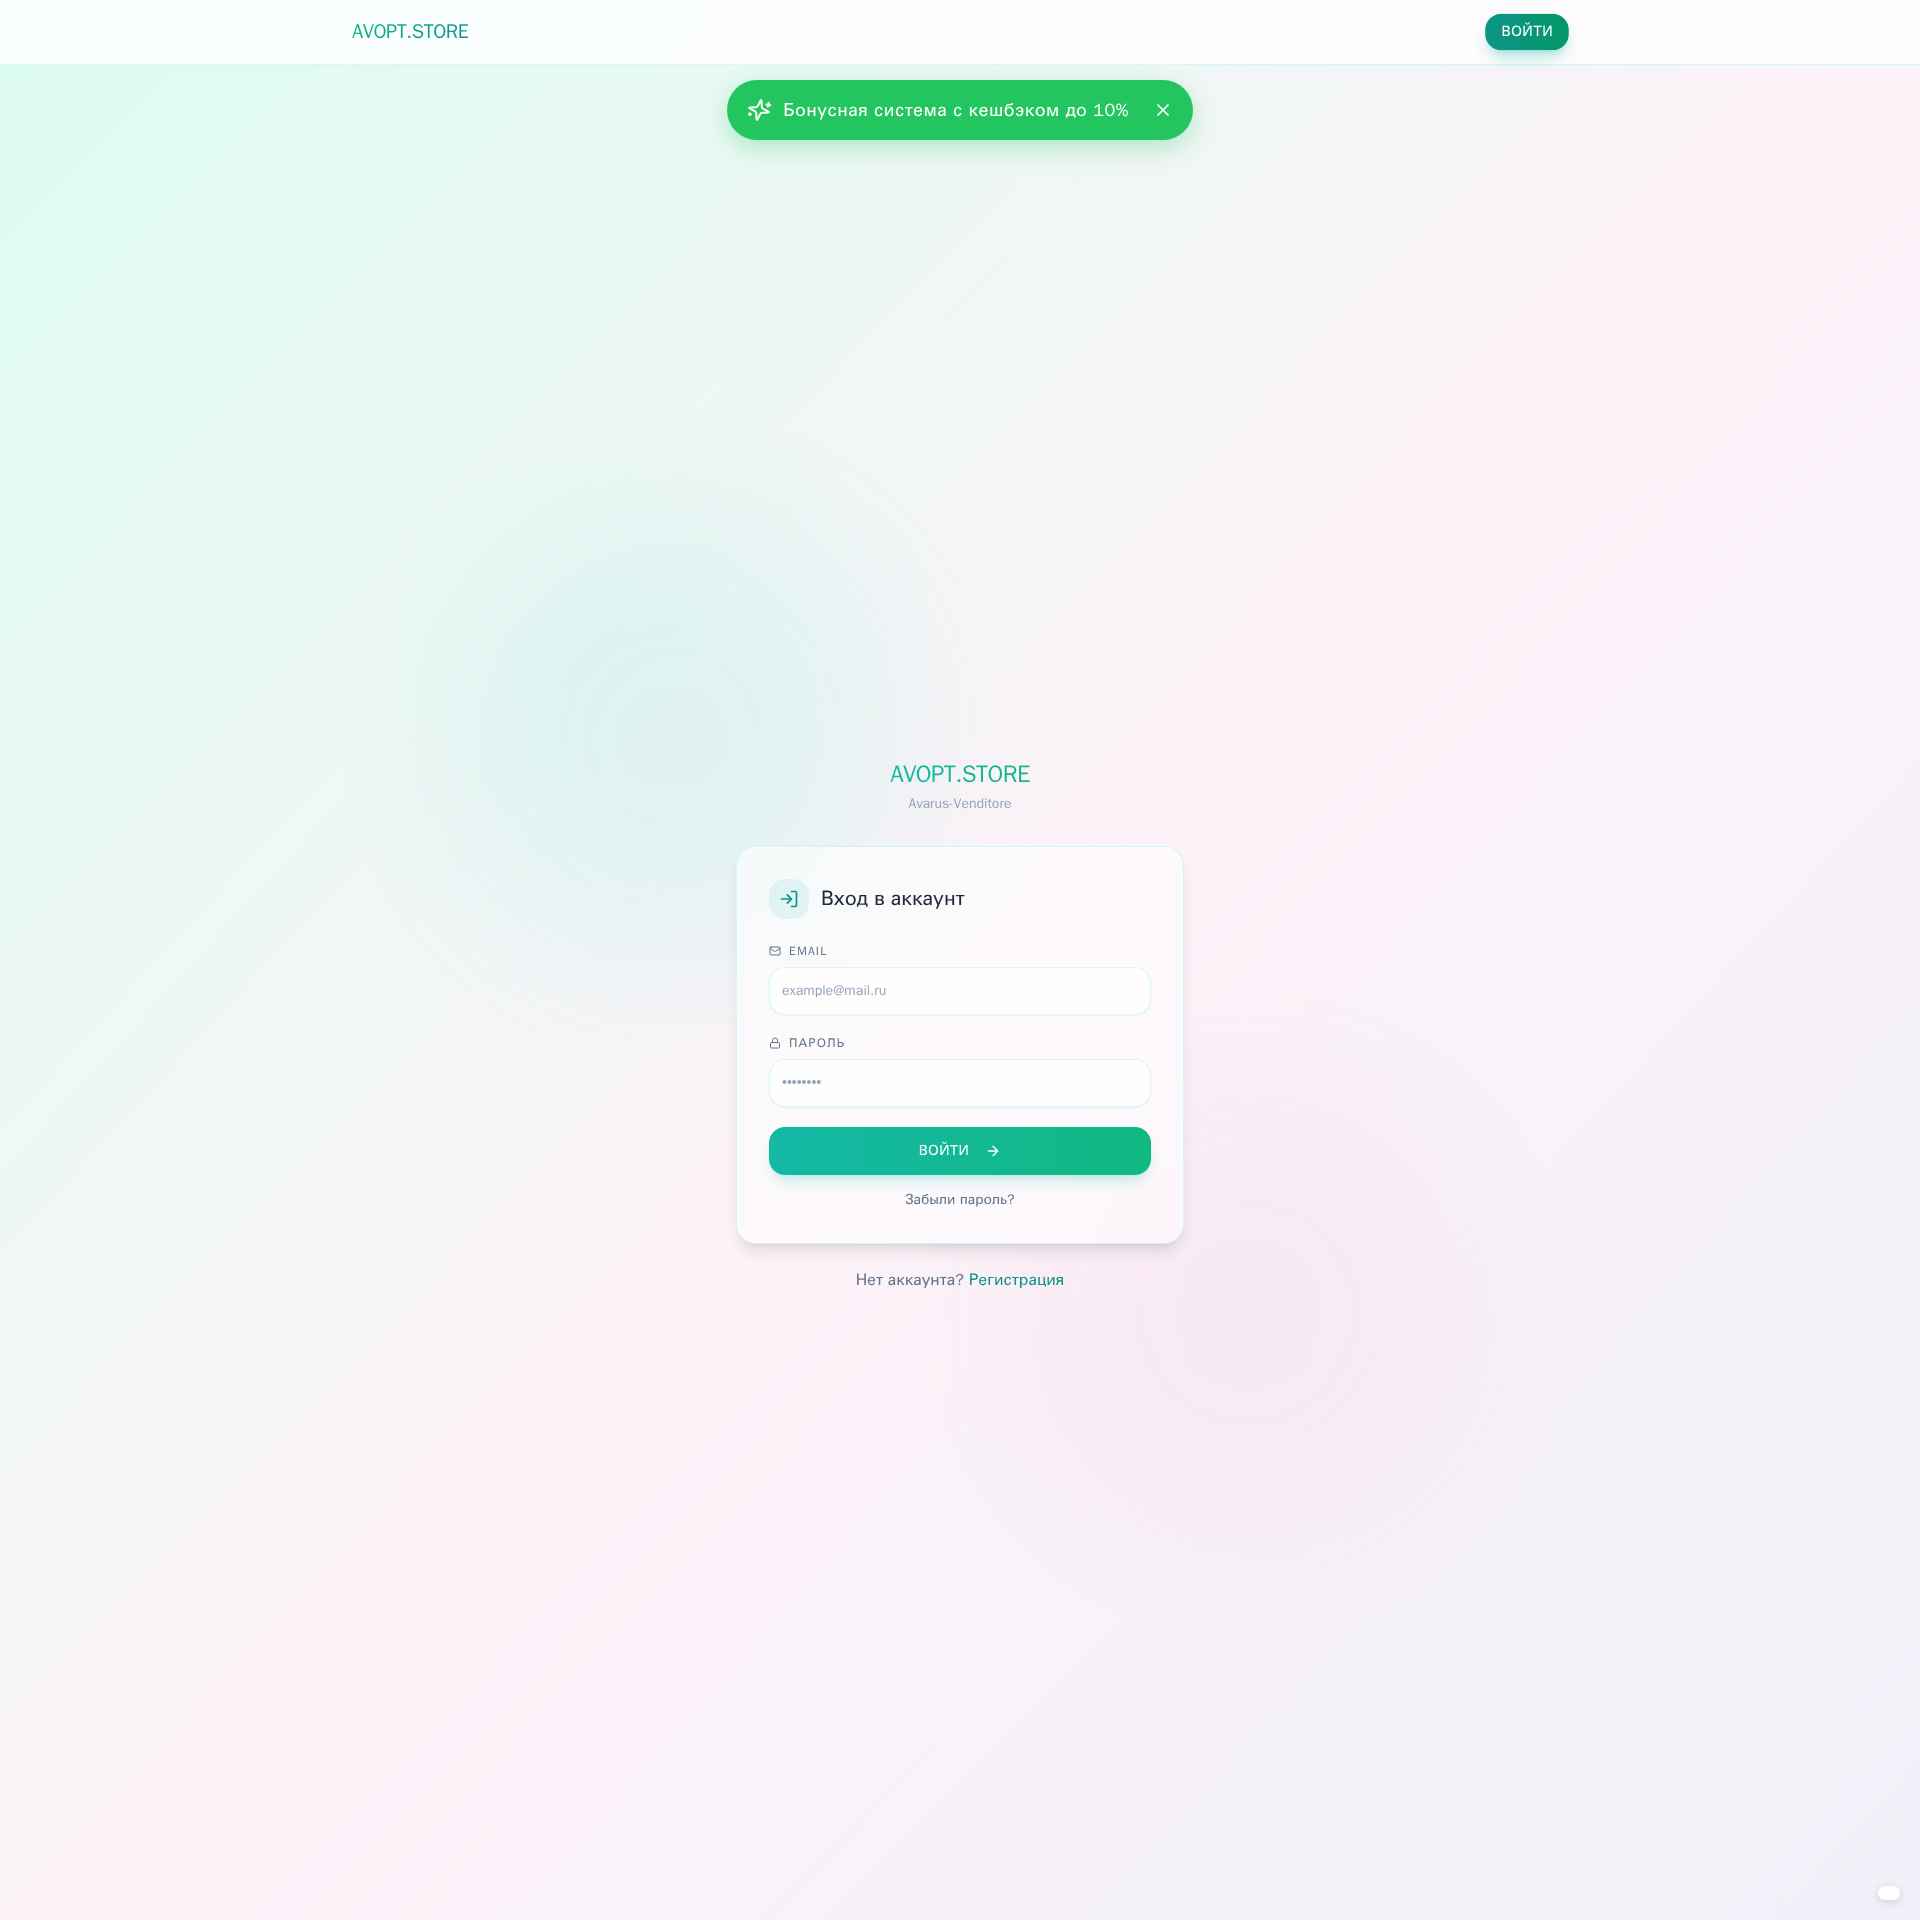 AVOPT.STORE
ВОЙТИ
Бонусная система с кешбэком до 10%
AVOPT.STORE
Avarus-Venditore
Вход в аккаунт
EMAIL
example@mail.ru
ПАРОЛЬ
••••••••
ВОЙТИ
Забыли пароль?
Нет аккаунта? Регистрация